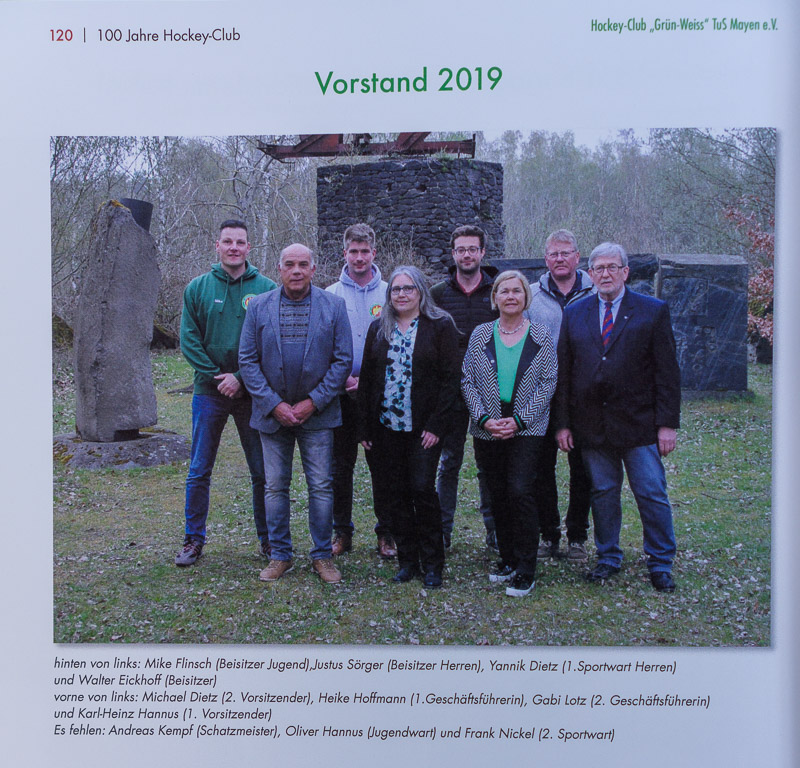 120 | 100 Jahre Hockey-Club
Hockey-Club „Grün-Weiss“ TuS Mayen e.V.
Vorstand 2019
hinten von links: Mike Flinsch (Beisitzer Jugend),Justus Sörger (Beisitzer Herren), Yannik Dietz (1.Sportwart Herren)
und Walter Eickhoff (Beisitzer)
vorne von links: Michael Dietz (2. Vorsitzender), Heike Hoffmann (1.Geschäftsführerin), Gabi Lotz (2. Geschäftsführerin)
und Karl-Heinz Hannus (1. Vorsitzender)
Es fehlen: Andreas Kempf (Schatzmeister), Oliver Hannus (Jugendwart) und Frank Nickel (2. Sportwart)